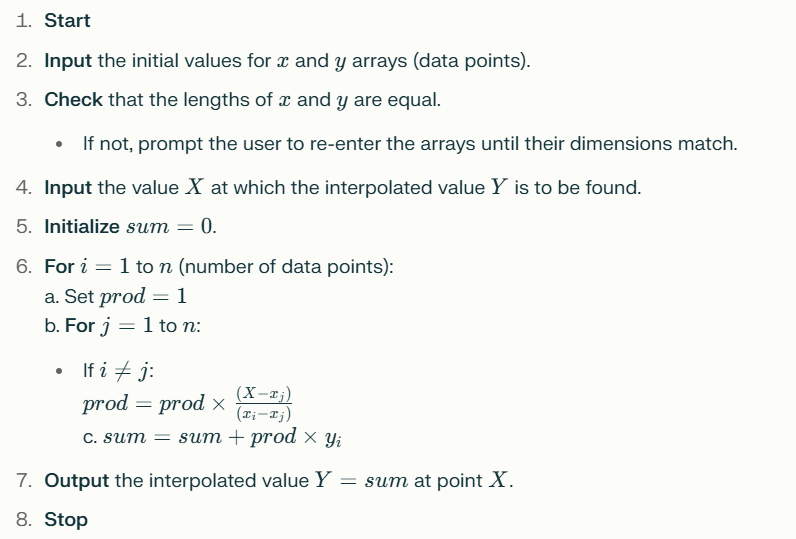 1. Start
2. Input the initial values for x and y arrays (data points).
3. Check that the lengths of x and y are equal.
• If not, prompt the user to re-enter the arrays until their dimensions match.
4. Input the value X at which the interpolated value Y is to be found.
5. Initialize sum = 0.
6. For i = 1 to n (number of data points):
a. Set prod = 1
b. For j = 1 to n:
• If i ≠ j:
prod = prod × (X−x_j)/(x_i−x_j)
c. sum = sum + prod × y_i
7. Output the interpolated value Y = sum at point X.
8. Stop